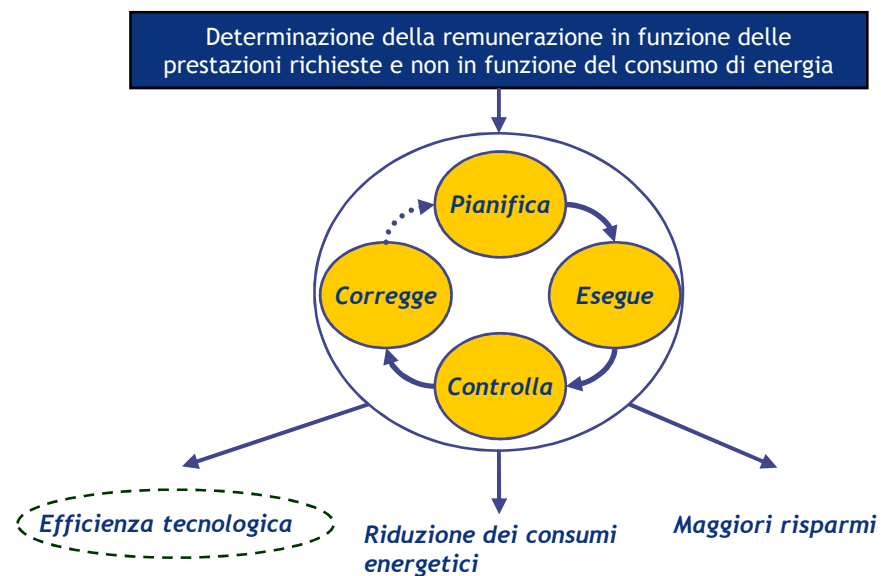 Determinazione della remunerazione in funzione delle
prestazioni richieste e non in funzione del consumo di energia
Pianifica
Corregge
Esegue
Controlla
Efficienza tecnologica
Riduzione dei consumi
energetici
Maggiori risparmi